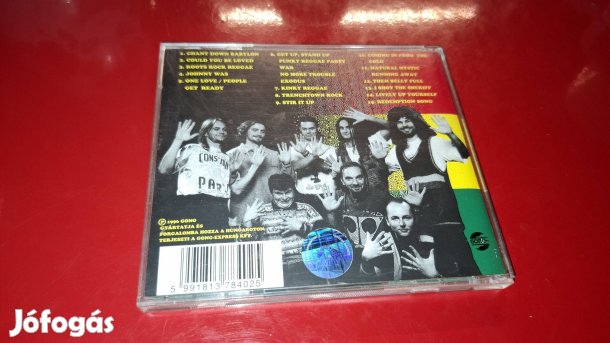 1. CHANT DOWN BABYLON
2. COULD YOU BE LOVED
3. ROOTS ROCK REGGAE
4. JOHNNY WAS
5. ONE LOVE / PEOPLE
GET READY
6. GET UP, STAND UP
PUNKY REGGAE PARTY
WAR
NO MORE TROUBLE
EXODUS
7. KINKY REGGAE
8. TRENCHTOWN ROCK
9. STIR IT UP
10. COMING IN FROM THE
COLD
11. NATURAL MYSTIC
RUNNING AWAY
12. THEM BELLY FULL
13. I SHOT THE SHERIFF
14. LIVELY UP YOURSELF
15. REDEMPTION SONG
℗ 1996 GONG
GYÁRTATJA ÉS
FORGALOMBA HOZZA A HUNGAROTON
TERJESZTI A GONG-EXPRESS KFT.
5 991813 784025
Jófogás